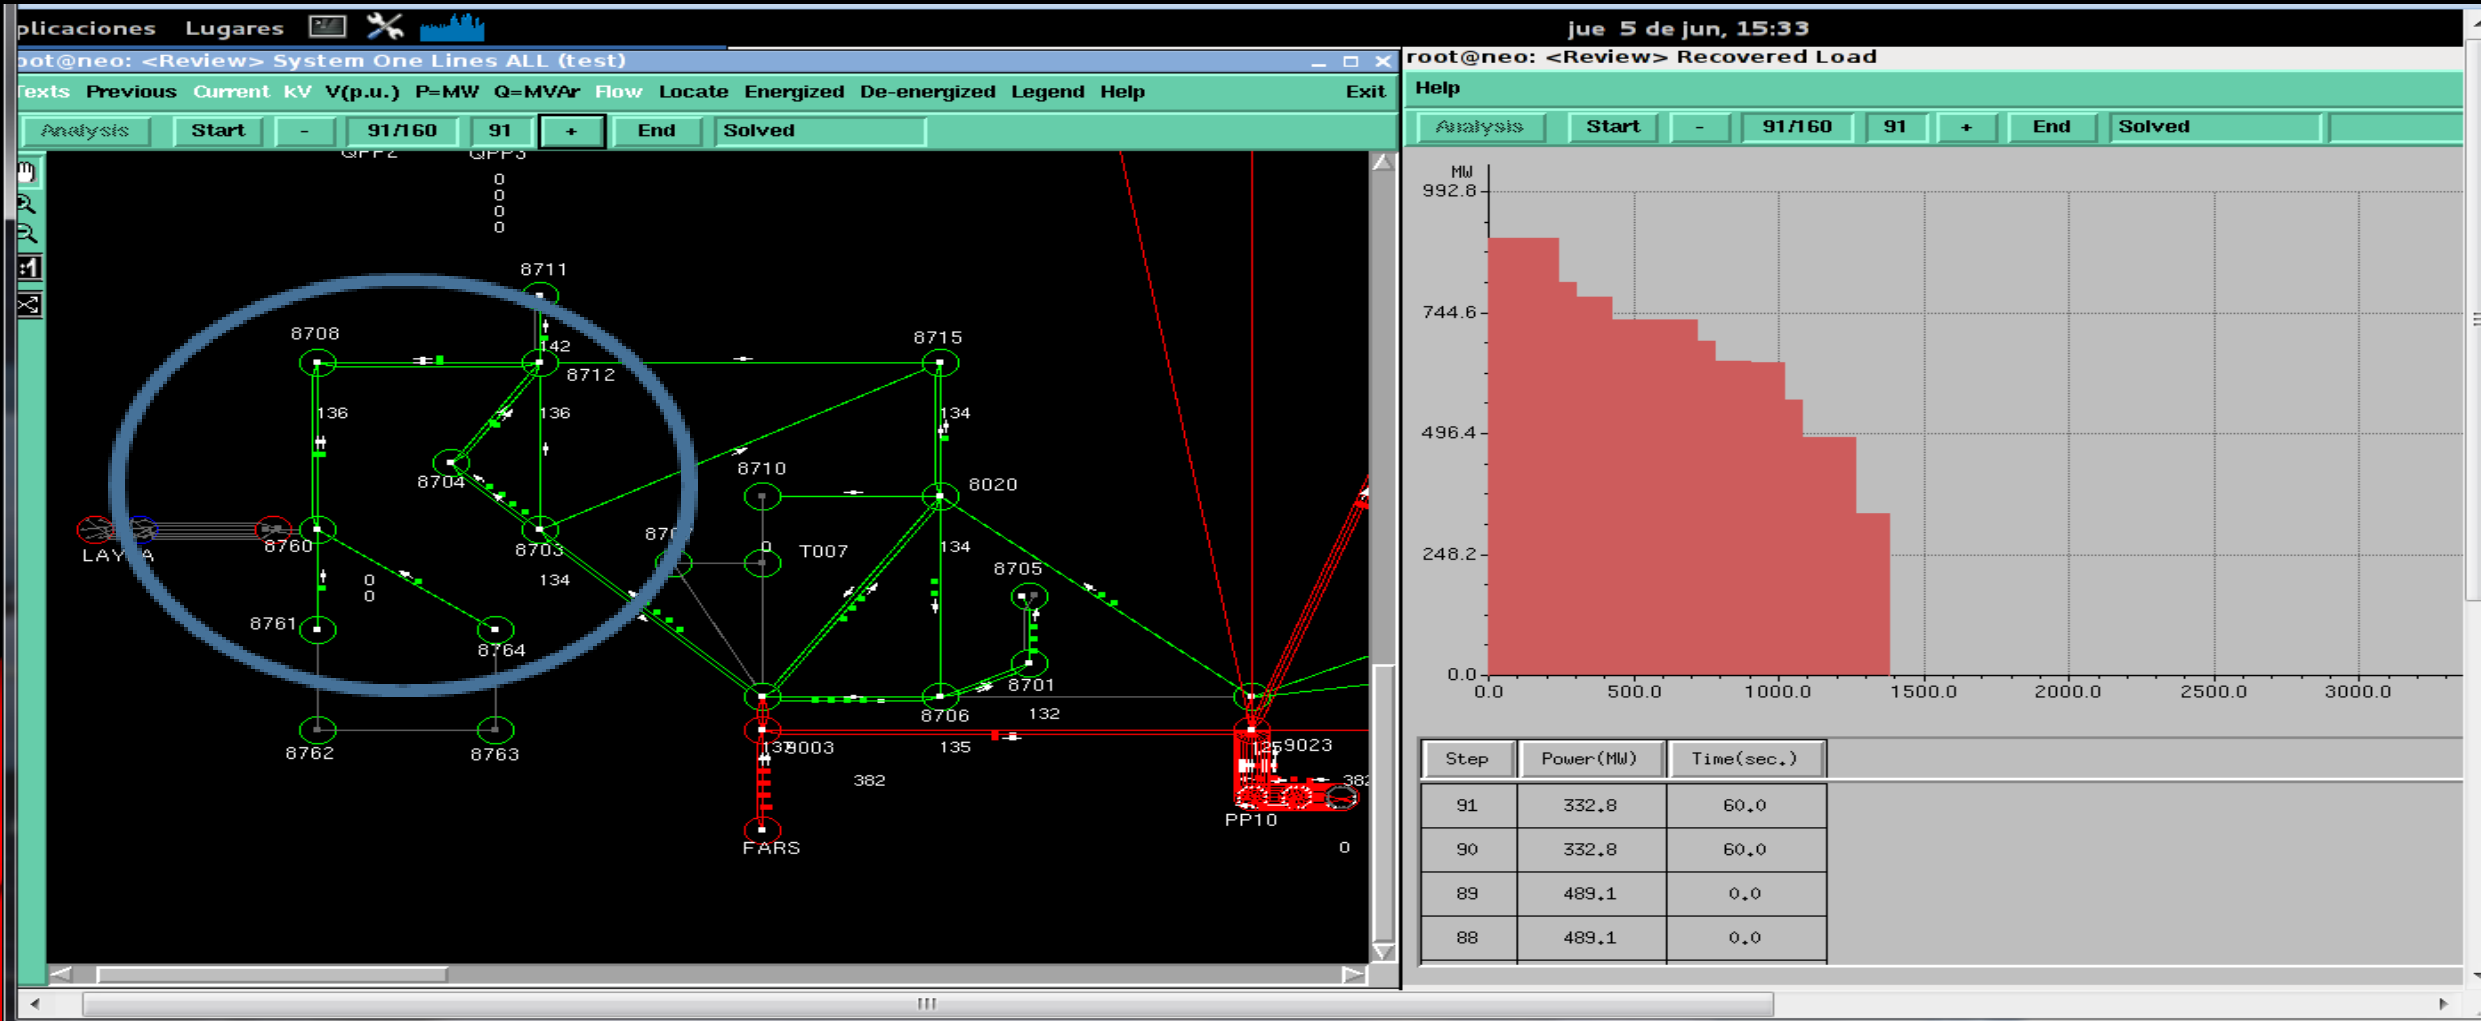 plicaciones Lugares
jue 5 de jun, 15:33
oot@neo: <Review> System One Lines ALL (test)
Texts Previous Current kV V(p.u.) P=MW Q=MVAr Flow Locate Energized De-energized Legend Help Exit
Analysis Start - 91/160 91 + End Solved
:1
QPP2 QPP3
0
0
0
0
8711
8708
142
8712
8715
136
136
134
8704
8710
8020
8760
8703
0
T007
134
134
8705
0
0
8761
8764
8701
8706
132
8762
8763
9003
135
9023
382
382
PP10
FARS
0
root@neo: <Review> Recovered Load
Help
Analysis Start - 91/160 91 + End Solved
MW
992.8
744.6
496.4
248.2
0.0
0.0 500.0 1000.0 1500.0 2000.0 2500.0 3000.0
Step Power(MW) Time(sec.)
91 332.8 60.0
90 332.8 60.0
89 489.1 0.0
88 489.1 0.0